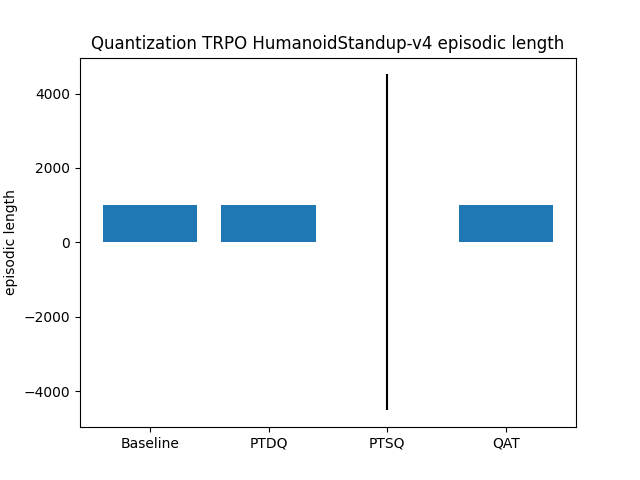 Quantization TRPO HumanoidStandup-v4 episodic length
4000
2000
0
−2000
−4000
episodic length
Baseline
PTDQ
PTSQ
QAT